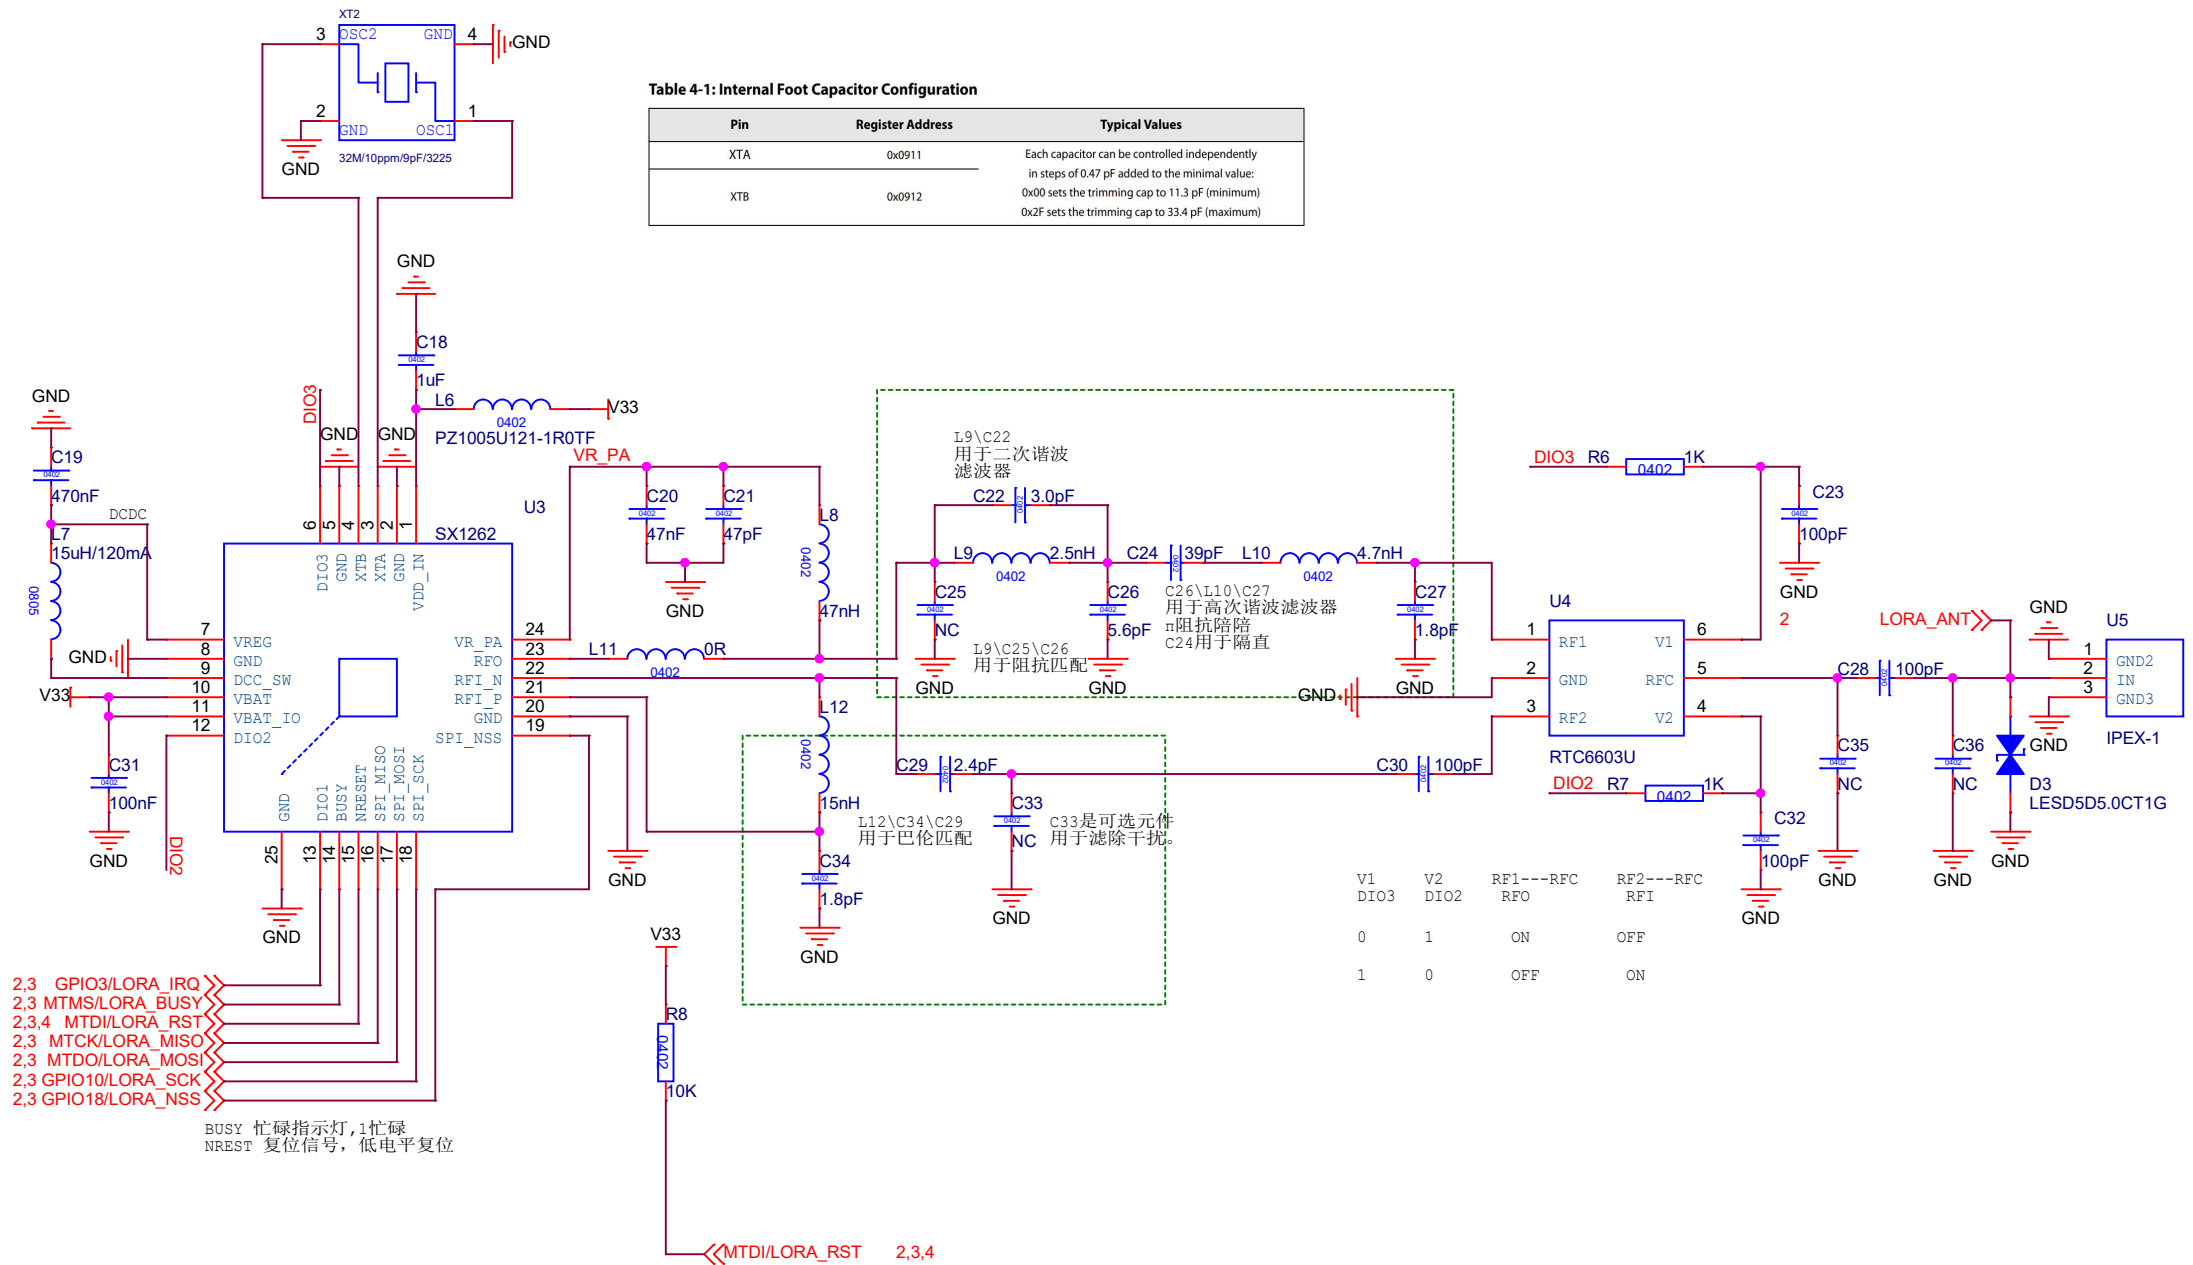 XT2
3
OSC2
GND
4
GND
2
GND
OSC1
1
GND
32M/10ppm/9pF/3225
Table 4-1: Internal Foot Capacitor Configuration
Pin
Register Address
Typical Values
XTA
0x0911
XTB
0x0912
Each capacitor can be controlled independently
in steps of 0.47 pF added to the minimal value:
0x00 sets the trimming cap to 11.3 pF (minimum)
0x2F sets the trimming cap to 33.4 pF (maximum)
GND
C18
0402
1uF
L6
0402
PZ1005U121-1R0TF
V33
GND
C19
0402
470nF
DCDC
L7
15uH/120mA
0805
DIO3
GND
GND
6
5
4
3
2
1
U3
SX1262
DIO3
GND
XTB
XTA
GND
VDD_IN
7
VREG
8
GND
GND
9
DCC_SW
V33
10
VBAT
11
VBAT_IO
12
DIO2
24
VR_PA
23
RFO
22
RFI_N
21
RFI_P
20
GND
19
SPI_NSS
GND
DIO1
BUSY
NRESET
SPI_MISO
SPI_MOSI
SPI_SCK
25
13
14
15
16
17
18
GND
C31
0402
100nF
GND
DIO2
VR_PA
C20
0402
47nF
C21
0402
47pF
GND
L8
0402
47nH
L11
0402
0R
L12
0402
15nH
GND
C34
0402
1.8pF
GND
L9\C22
用于二次谐波
滤波器
C22
0402
3.0pF
L9
0402
2.5nH
C24
0402
39pF
L10
0402
4.7nH
C25
0402
NC
GND
C26
0402
5.6pF
GND
C27
0402
1.8pF
GND
C26\L10\C27
用于高次谐波滤波器
π阻抗陪陪
C24用于隔直
L9\C25\C26
用于阻抗匹配
C29
0402
2.4pF
C33
0402
NC
GND
C30
0402
100pF
L12\C34\C29
用于巴伦匹配
C33是可选元件
用于滤除干扰。
DIO3
R6
0402
1K
C23
0402
100pF
GND
U4
1
RF1
2
GND
GND
3
RF2
V1
6
RFC
5
V2
4
RTC6603U
DIO2
R7
0402
1K
C32
0402
100pF
GND
2
LORA_ANT
C28
0402
100pF
C35
0402
NC
GND
C36
0402
NC
GND
D3
LESD5D5.0CT1G
GND
GND
U5
1
GND2
2
IN
3
GND3
GND
IPEX-1
V1 V2 RF1---RFC RF2---RFC
DIO3 DIO2 RFO RFI
0 1 ON OFF
1 0 OFF ON
2,3 GPIO3/LORA_IRQ
2,3 MTMS/LORA_BUSY
2,3,4 MTDI/LORA_RST
2,3 MTCK/LORA_MISO
2,3 MTDO/LORA_MOSI
2,3 GPIO10/LORA_SCK
2,3 GPIO18/LORA_NSS
BUSY 忙碌指示灯,1忙碌
NREST 复位信号，低电平复位
V33
R8
0402
10K
MTDI/LORA_RST 2,3,4